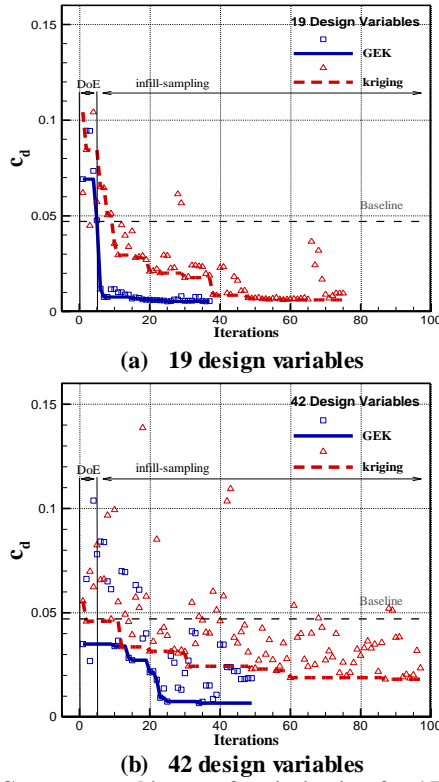 0.15
19 Design Variables
GEK
kriging
DoE
infill-sampling
0.1
c_d
0.05
Baseline
0
0 20 40 60 80 100
Iterations
(a) 19 design variables
0.15
42 Design Variables
GEK
kriging
DoE
infill-sampling
0.1
c_d
0.05
Baseline
0
0 20 40 60 80 100
Iterations
(b) 42 design variables